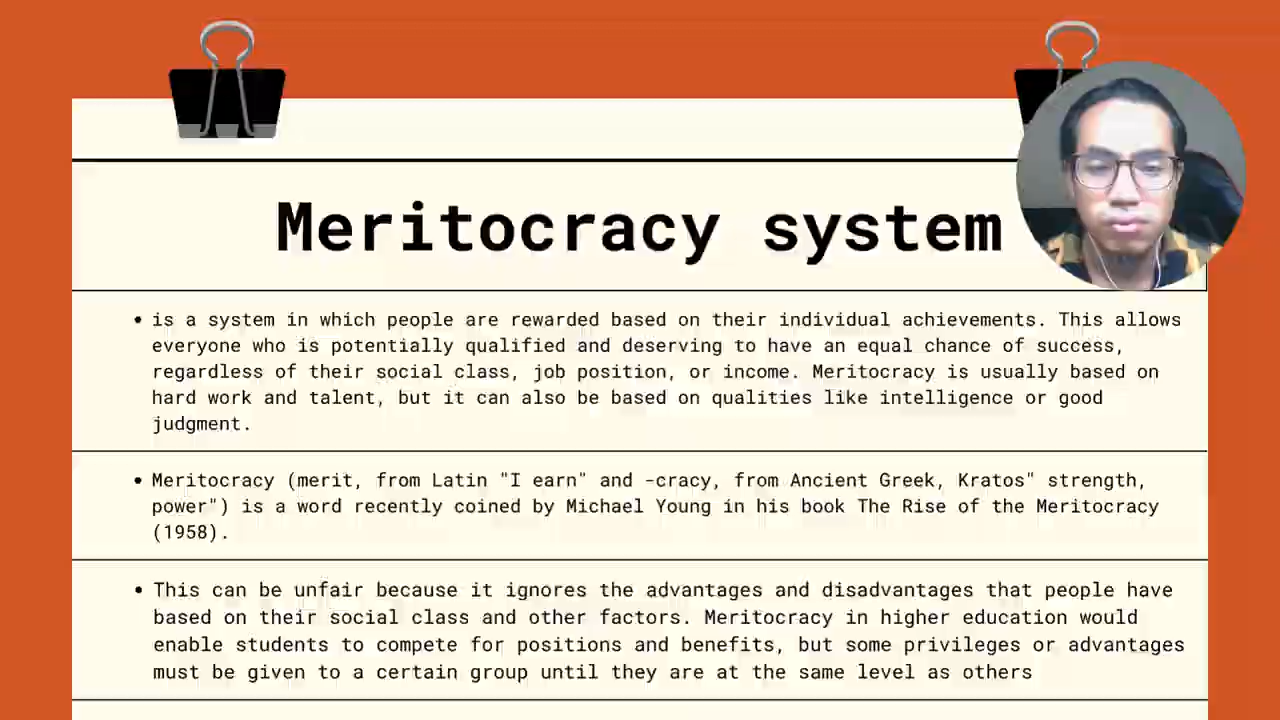 Meritocracy system
• is a system in which people are rewarded based on their individual achievements. This allows
everyone who is potentially qualified and deserving to have an equal chance of success,
regardless of their social class, job position, or income. Meritocracy is usually based on
hard work and talent, but it can also be based on qualities like intelligence or good
judgment.
• Meritocracy (merit, from Latin "I earn" and -cracy, from Ancient Greek, Kratos" strength,
power") is a word recently coined by Michael Young in his book The Rise of the Meritocracy
(1958).
• This can be unfair because it ignores the advantages and disadvantages that people have
based on their social class and other factors. Meritocracy in higher education would
enable students to compete for positions and benefits, but some privileges or advantages
must be given to a certain group until they are at the same level as others